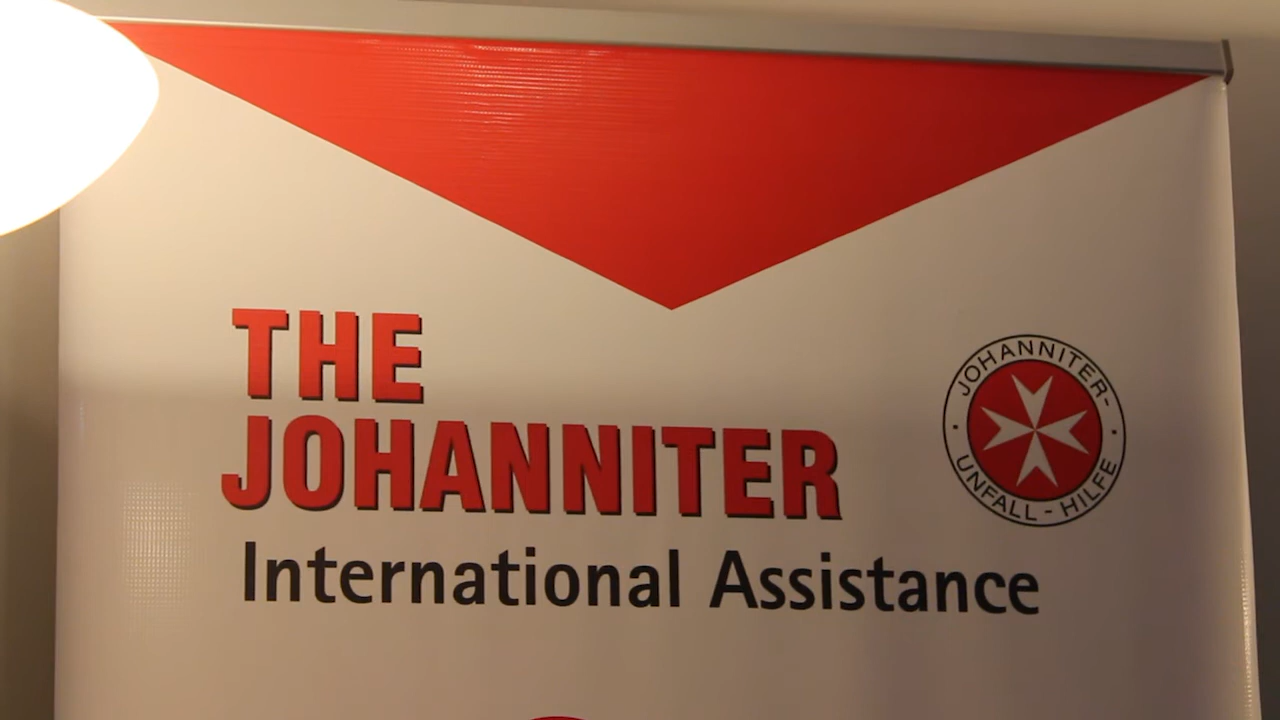 THE
JOHANNITER
International Assistance
JOHANNITER-
UNFALL-HILFE